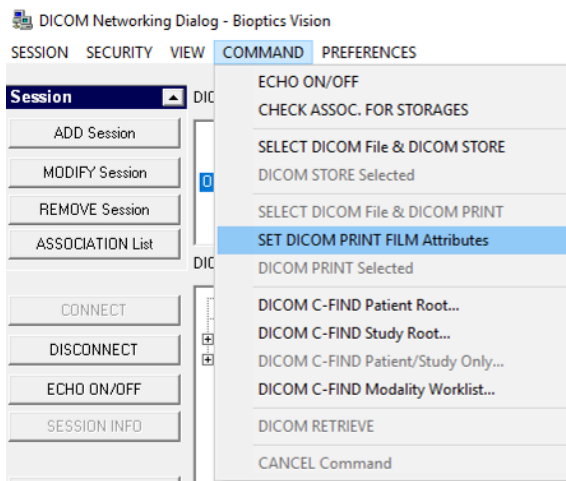 DICOM Networking Dialog - Bioptics Vision
SESSION SECURITY VIEW COMMAND PREFERENCES
Session
ADD Session
MODIFY Session
REMOVE Session
ASSOCIATION List
CONNECT
DISCONNECT
ECHO ON/OFF
SESSION INFO
DIC
O
DIC
ECHO ON/OFF
CHECK ASSOC. FOR STORAGES
SELECT DICOM File & DICOM STORE
DICOM STORE Selected
SELECT DICOM File & DICOM PRINT
SET DICOM PRINT FILM Attributes
DICOM PRINT Selected
DICOM C-FIND Patient Root...
DICOM C-FIND Study Root...
DICOM C-FIND Patient/Study Only...
DICOM C-FIND Modality Worklist...
DICOM RETRIEVE
CANCEL Command